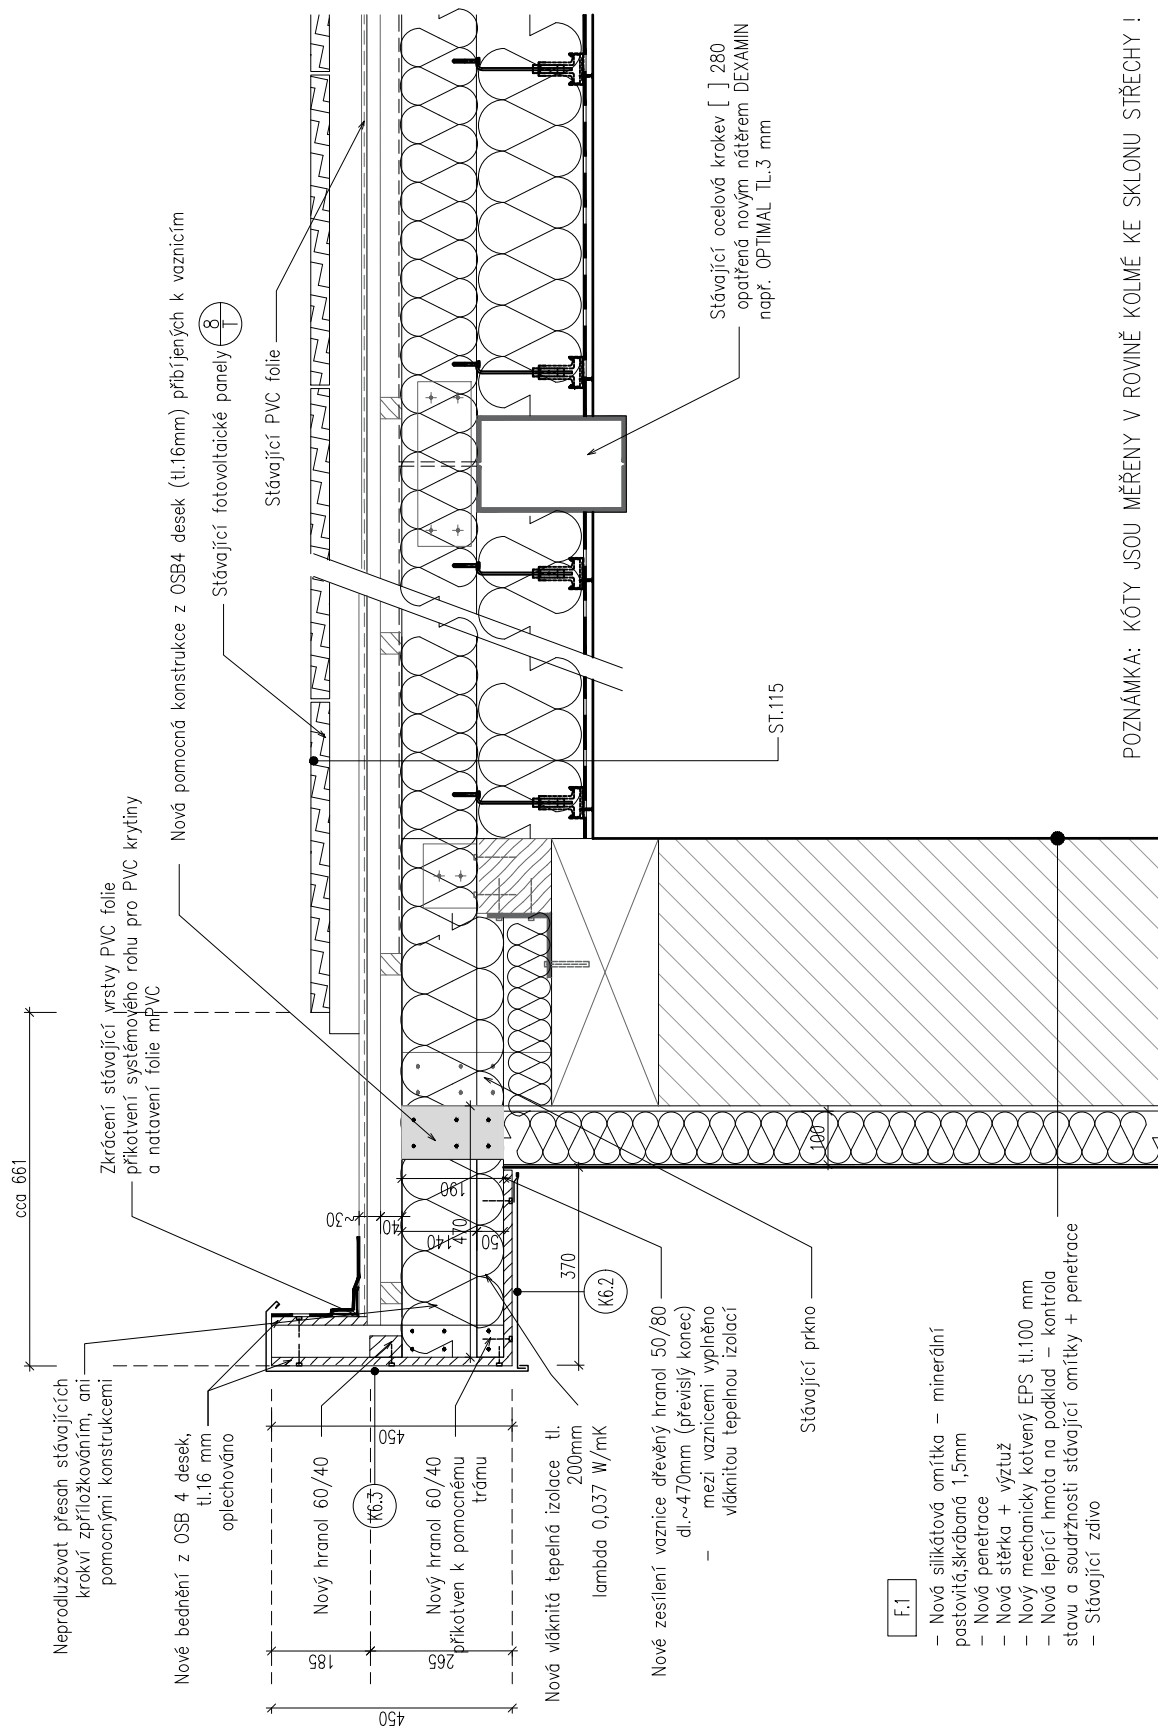 cca 661
Zkrácení stávající vrstvy PVC folie
přikotvení systémového rohu pro PVC krytiny
a natavení folie mPVC
Nová pomocná konstrukce z OSB4 desek (tl.16mm) přibíjených k vaznicím
Stávající fotovoltaické panely
8
T
Stávající PVC folie
Neprodlužovat přesah stávajících
krokví zpříložkováním, ani
pomocnými konstrukcemi
Nové bednění z OSB 4 desek,
tl.16 mm
oplechováno
Nový hranol 60/40
K6.3
Nový hranol 60/40
přikotven k pomocnému
trámu
Nová vláknitá tepelná izolace tl.
200mm
lambda 0,037 W/mK
Nové zesílení vaznice dřevěný hranol 50/80
dl.~470mm (převislý konec)
– mezi vaznicemi vyplněno
vláknitou tepelnou izolací
Stávající prkno
K6.2
ST.115
Stávající ocelová krokev [ ] 280
opatřená novým nátěrem DEXAMIN
např. OPTIMAL TL.3 mm
~30
40
190
140
50
470
370
100
450
185
265
450
F.1
– Nová silikátová omítka – minerální
pastovitá,škrábaná 1,5mm
– Nová penetrace
– Nová stěrka + výztuž
– Nový mechanicky kotvený EPS tl.100 mm
– Nová lepící hmota na podklad – kontrola
stavu a soudržnosti stávající omítky + penetrace
– Stávající zdivo
POZNÁMKA: KÓTY JSOU MĚŘENY V ROVINĚ KOLMÉ KE SKLONU STŘECHY !